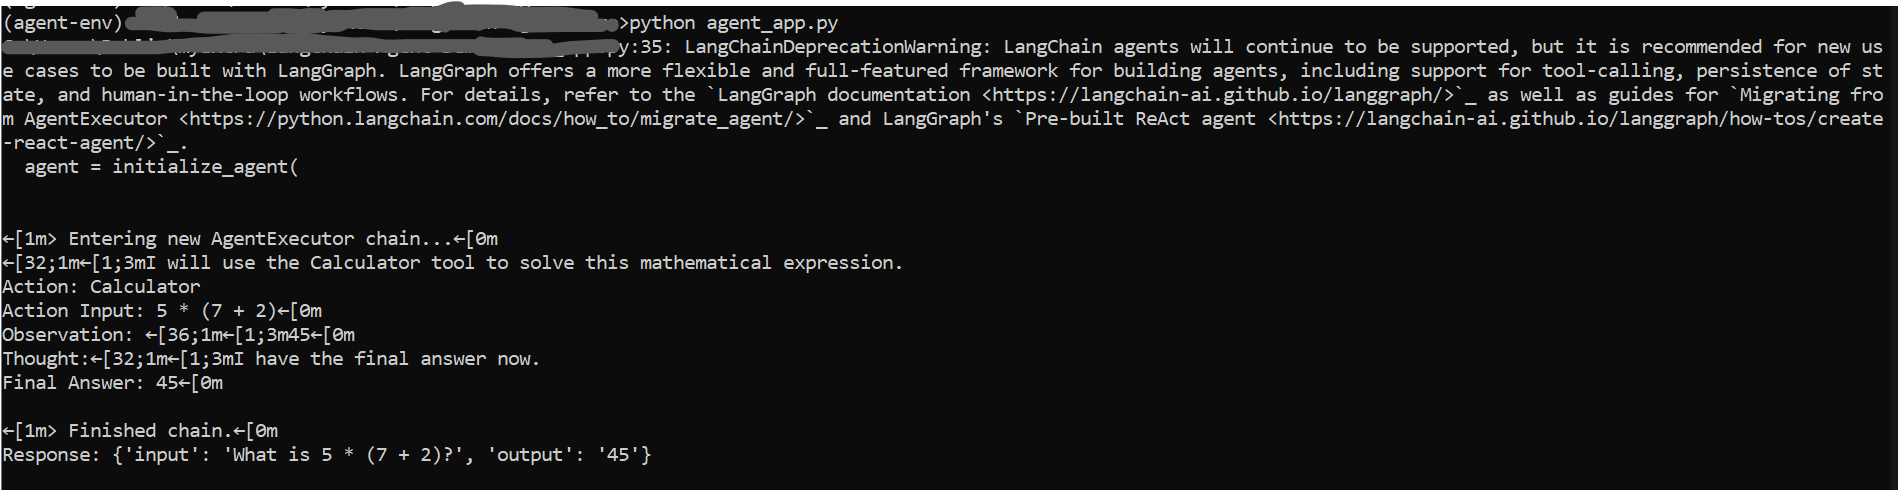 (agent-env) >python agent_app.py
y:35: LangChainDeprecationWarning: LangChain agents will continue to be supported, but it is recommended for new us
e cases to be built with LangGraph. LangGraph offers a more flexible and full-featured framework for building agents, including support for tool-calling, persistence of st
ate, and human-in-the-loop workflows. For details, refer to the `LangGraph documentation <https://langchain-ai.github.io/langgraph/>`_ as well as guides for `Migrating fro
m AgentExecutor <https://python.langchain.com/docs/how_to/migrate_agent/>`_ and LangGraph's `Pre-built ReAct agent <https://langchain-ai.github.io/langgraph/how-tos/create
-react-agent/>`_.
  agent = initialize_agent(
←[1m> Entering new AgentExecutor chain...←[0m
←[32;1m←[1;3mI will use the Calculator tool to solve this mathematical expression.
Action: Calculator
Action Input: 5 * (7 + 2)←[0m
Observation: ←[36;1m←[1;3m45←[0m
Thought:←[32;1m←[1;3mI have the final answer now.
Final Answer: 45←[0m
←[1m> Finished chain.←[0m
Response: {'input': 'What is 5 * (7 + 2)?', 'output': '45'}